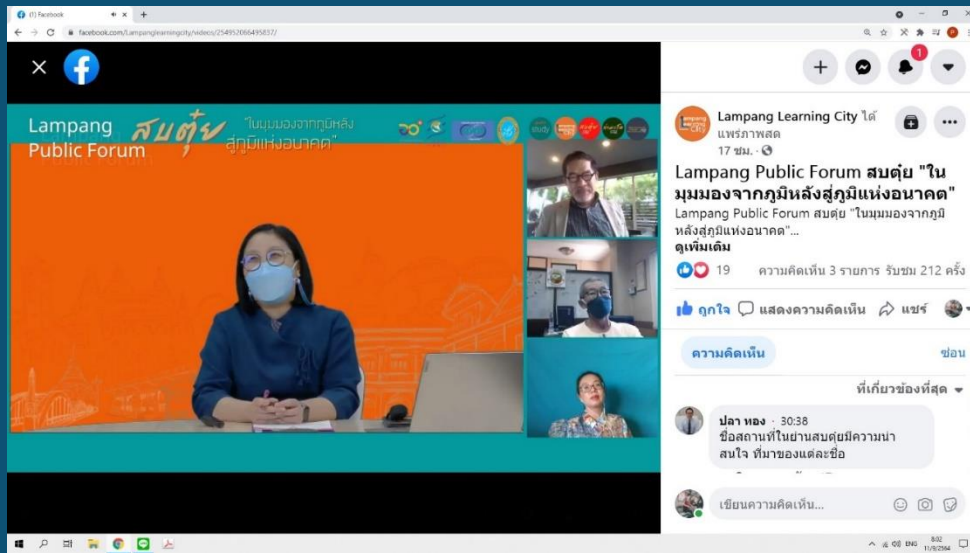 (1) Facebook
facebook.com/Lampanglearningcity/videos/254952066495837/
1
Lampang
Public Forum
สบตุ๋ย
"ในมุมมองจากภูมิหลัง
สู่ภูมิแห่งอนาคต"
study
Lampang Learning City ได้
แพร่ภาพสด
17 ชม. ·
Lampang Public Forum สบตุ๋ย "ใน
มุมมองจากภูมิหลังสู่ภูมิแห่งอนาคต"
Lampang Public Forum สบตุ๋ย "ในมุมมองจากภูมิ
หลังสู่ภูมิแห่งอนาคต"...
ดูเพิ่มเติม
19 ความคิดเห็น 3 รายการ รับชม 212 ครั้ง
ถูกใจ แสดงความคิดเห็น แชร์
ความคิดเห็น ซ่อน
ที่เกี่ยวข้องที่สุด
ปลา ทอง · 30:38
ชื่อสถานที่ในย่านสบตุ๋ยมีความน่า
สนใจ ที่มาของแต่ละชื่อ
เขียนความคิดเห็น...
ENG
8:02
11/9/2564